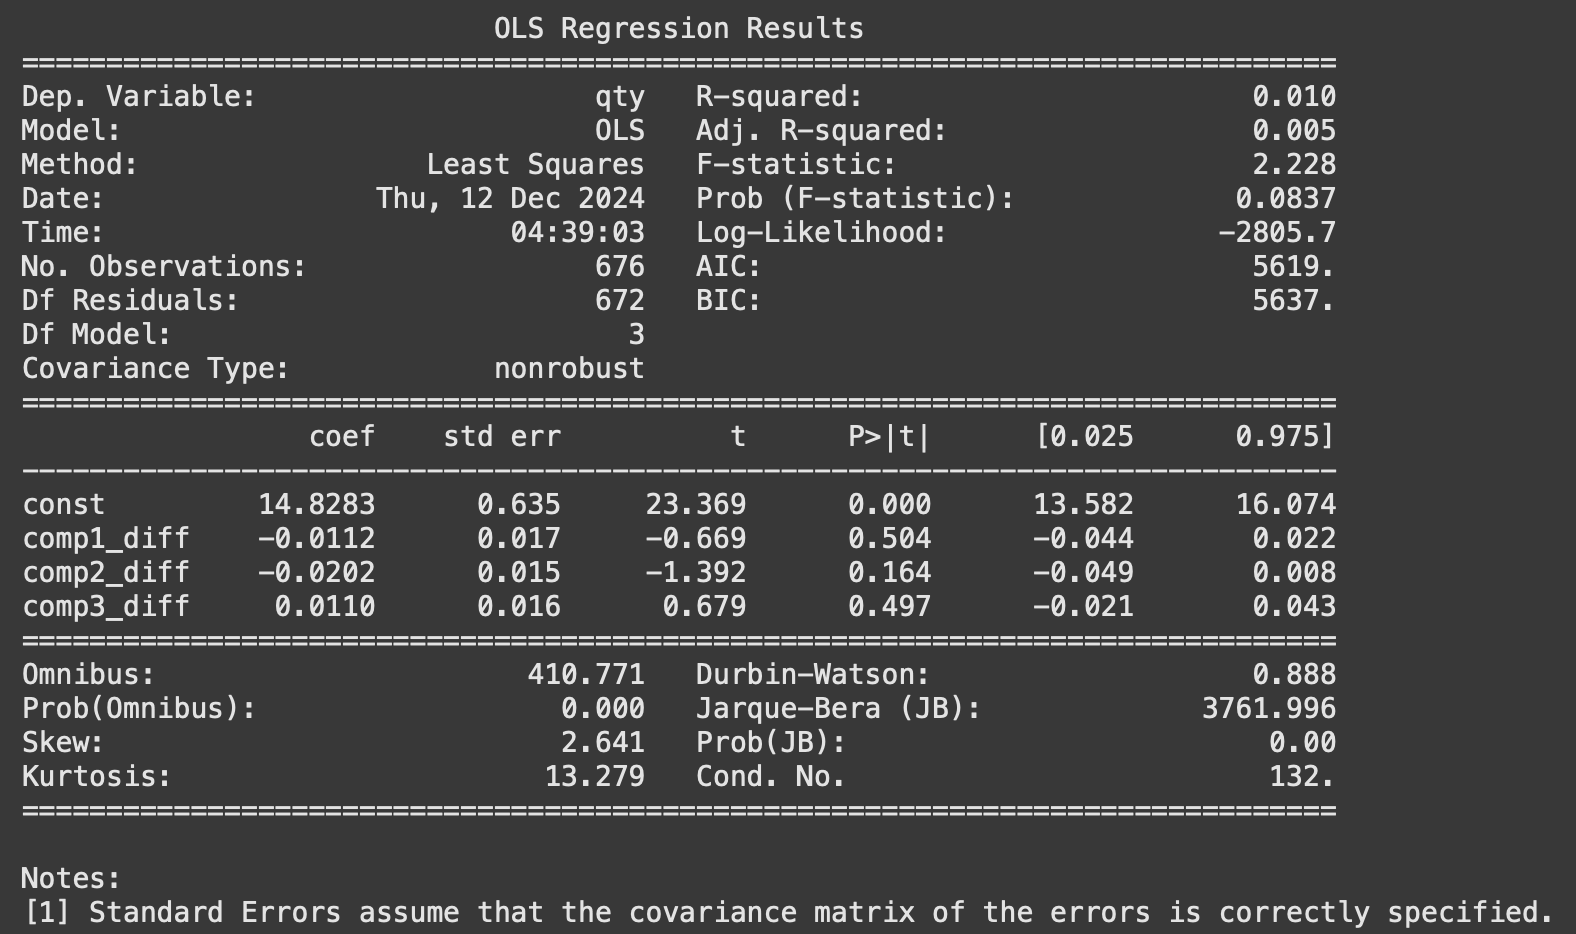 OLS Regression Results
==============================================================================
Dep. Variable:                    qty   R-squared:                       0.010
Model:                            OLS   Adj. R-squared:                  0.005
Method:                 Least Squares   F-statistic:                     2.228
Date:                Thu, 12 Dec 2024   Prob (F-statistic):             0.0837
Time:                        04:39:03   Log-Likelihood:                -2805.7
No. Observations:                 676   AIC:                             5619.
Df Residuals:                     672   BIC:                             5637.
Df Model:                           3
Covariance Type:            nonrobust
==============================================================================
                 coef    std err          t      P>|t|      [0.025      0.975]
------------------------------------------------------------------------------
const         14.8283      0.635     23.369      0.000      13.582      16.074
comp1_diff    -0.0112      0.017     -0.669      0.504      -0.044       0.022
comp2_diff    -0.0202      0.015     -1.392      0.164      -0.049       0.008
comp3_diff     0.0110      0.016      0.679      0.497      -0.021       0.043
==============================================================================
Omnibus:                      410.771   Durbin-Watson:                   0.888
Prob(Omnibus):                  0.000   Jarque-Bera (JB):             3761.996
Skew:                           2.641   Prob(JB):                         0.00
Kurtosis:                      13.279   Cond. No.                         132.
==============================================================================
Notes:
[1] Standard Errors assume that the covariance matrix of the errors is correctly specified.